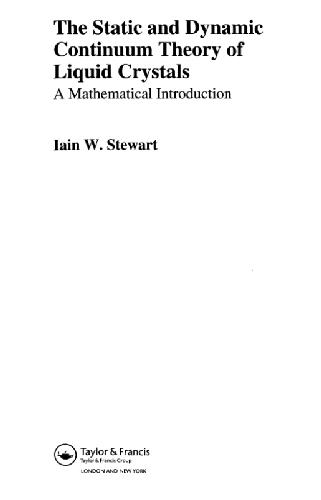 The Static and Dynamic
Continuum Theory of
Liquid Crystals
A Mathematical Introduction
Iain W. Stewart
Taylor & Francis
Taylor & Francis Group
LONDON AND NEW YORK